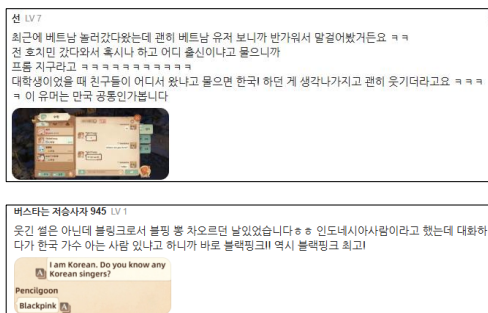 선 LV 7
최근에 베트남 놀러갔다왔는데 괜히 베트남 유저 보니까 반가워서 말걸어봤거든요 ㅋㅋ
전 호치민 갔다와서 혹시나 하고 어디 출신이냐고 물으니까
프롬 지구라고 ㅋㅋㅋㅋㅋㅋㅋㅋㅋㅋㅋ
대학생이었을 때 친구들이 어디서 왔냐고 물으면 한국! 하던 게 생각나가지고 괜히 웃기더라고요 ㅋㅋㅋ
ㅋ 이 유머는 만국 공통인가봅니다
버스타는 저승사자 945 LV 1
웃긴 썰은 아닌데 블링크로서 블핑 뽕 차오르던 날있었습니다ㅎㅎ 인도네시아사람이라고 했는데 대화하
다가 한국 가수 아는 사람 있냐고 하니까 바로 블랙핑크!! 역시 블랙핑크 최고!
I am Korean. Do you know any
Korean singers?
Pencilgoon
Blackpink